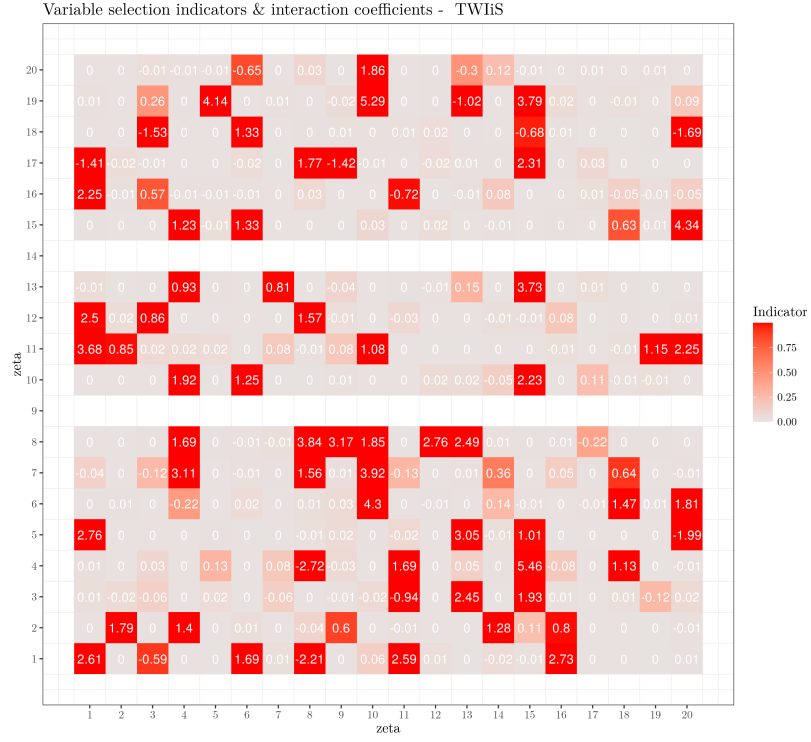 Variable selection indicators & interaction coefficients - TWIiS
20 0 0 -0.01 -0.01 -0.01 -0.65 0 0.03 0 1.86 0 0 -0.3 0.12 -0.01 0 0.01 0 0.01 0
19 0.01 0 0.26 0 4.14 0 0.01 0 -0.02 5.29 0 0 -1.02 0 3.79 0.02 0 -0.01 0 0.09
18 0 0 -1.53 0 0 1.33 0 0 0.01 0 0.01 0.02 0 0 -0.68 0.01 0 0 0 -1.69
17 -1.41 -0.02 -0.01 0 0 -0.02 0 1.77 -1.42 -0.01 0 -0.02 0.01 0 2.31 0 0.03 0 0 0
16 2.25 -0.01 0.57 -0.01 -0.01 -0.01 0 0.03 0 0 -0.72 0 -0.01 0.08 0 0 0.01 -0.05 -0.01 -0.05
15 0 0 0 1.23 -0.01 1.33 0 0 0 0.03 0 0.02 0 -0.01 0 0 0 0.63 0.01 4.34
14
13 -0.01 0 0 0.93 0 0 0.81 0 -0.04 0 -0.01 0 0.15 0 3.73 0 0.01 0 0 0
12 2.5 0.02 0.86 0 0 0 0 1.57 -0.01 0 -0.03 0 0 -0.01 -0.01 0.08 0 0 0 0.01
11 3.68 0.85 0.02 0.02 0.02 0 0.08 -0.01 0.08 1.08 0 0 0 0 0 -0.01 0 -0.01 1.15 2.25
10 0 0 0 1.92 0 1.25 0 0 0.01 0 0 0.02 0.02 -0.05 2.23 0 0.11 -0.01 -0.01 0
9
8 0 0 0 1.69 0 -0.01 -0.01 3.84 3.17 1.85 0 2.76 2.49 0.01 0 0.01 -0.22 0 0 0
7 -0.04 0 -0.12 3.11 0 -0.01 0 1.56 0.01 3.92 -0.13 0 0.01 0.36 0 0.05 0 0.64 0 -0.01
6 0 0.01 0 -0.22 0 0.02 0 0.01 0.03 4.3 0 -0.01 0 0.14 -0.01 0 -0.01 1.47 0.01 1.81
5 2.76 0 0 0 0 0 0 -0.01 0.02 0 -0.02 0 3.05 -0.01 1.01 0 0 0 0 -1.99
4 0.01 0 0.03 0 0.13 0 0.08 -2.72 -0.03 0 1.69 0 0.05 0 5.46 -0.08 0 1.13 0 -0.01
3 0.01 -0.02 -0.06 0 0.02 0 -0.06 0 -0.01 -0.02 -0.94 0 2.45 0 1.93 0 0.01 -0.01 -0.12 0.02
2 0 1.79 0 1.4 0 0.01 0 -0.04 0.6 0 -0.01 0 0 1.28 0.11 0.8 0 0 0 -0.01
1 2.61 0 -0.59 0 0 1.69 0.01 -2.21 0 0.06 2.59 0.01 0 -0.02 -0.01 2.73 0 0 0 0.01
1 2 3 4 5 6 7 8 9 10 11 12 13 14 15 16 17 18 19 20
zeta
zeta
Indicator
0.75
0.50
0.25
0.00